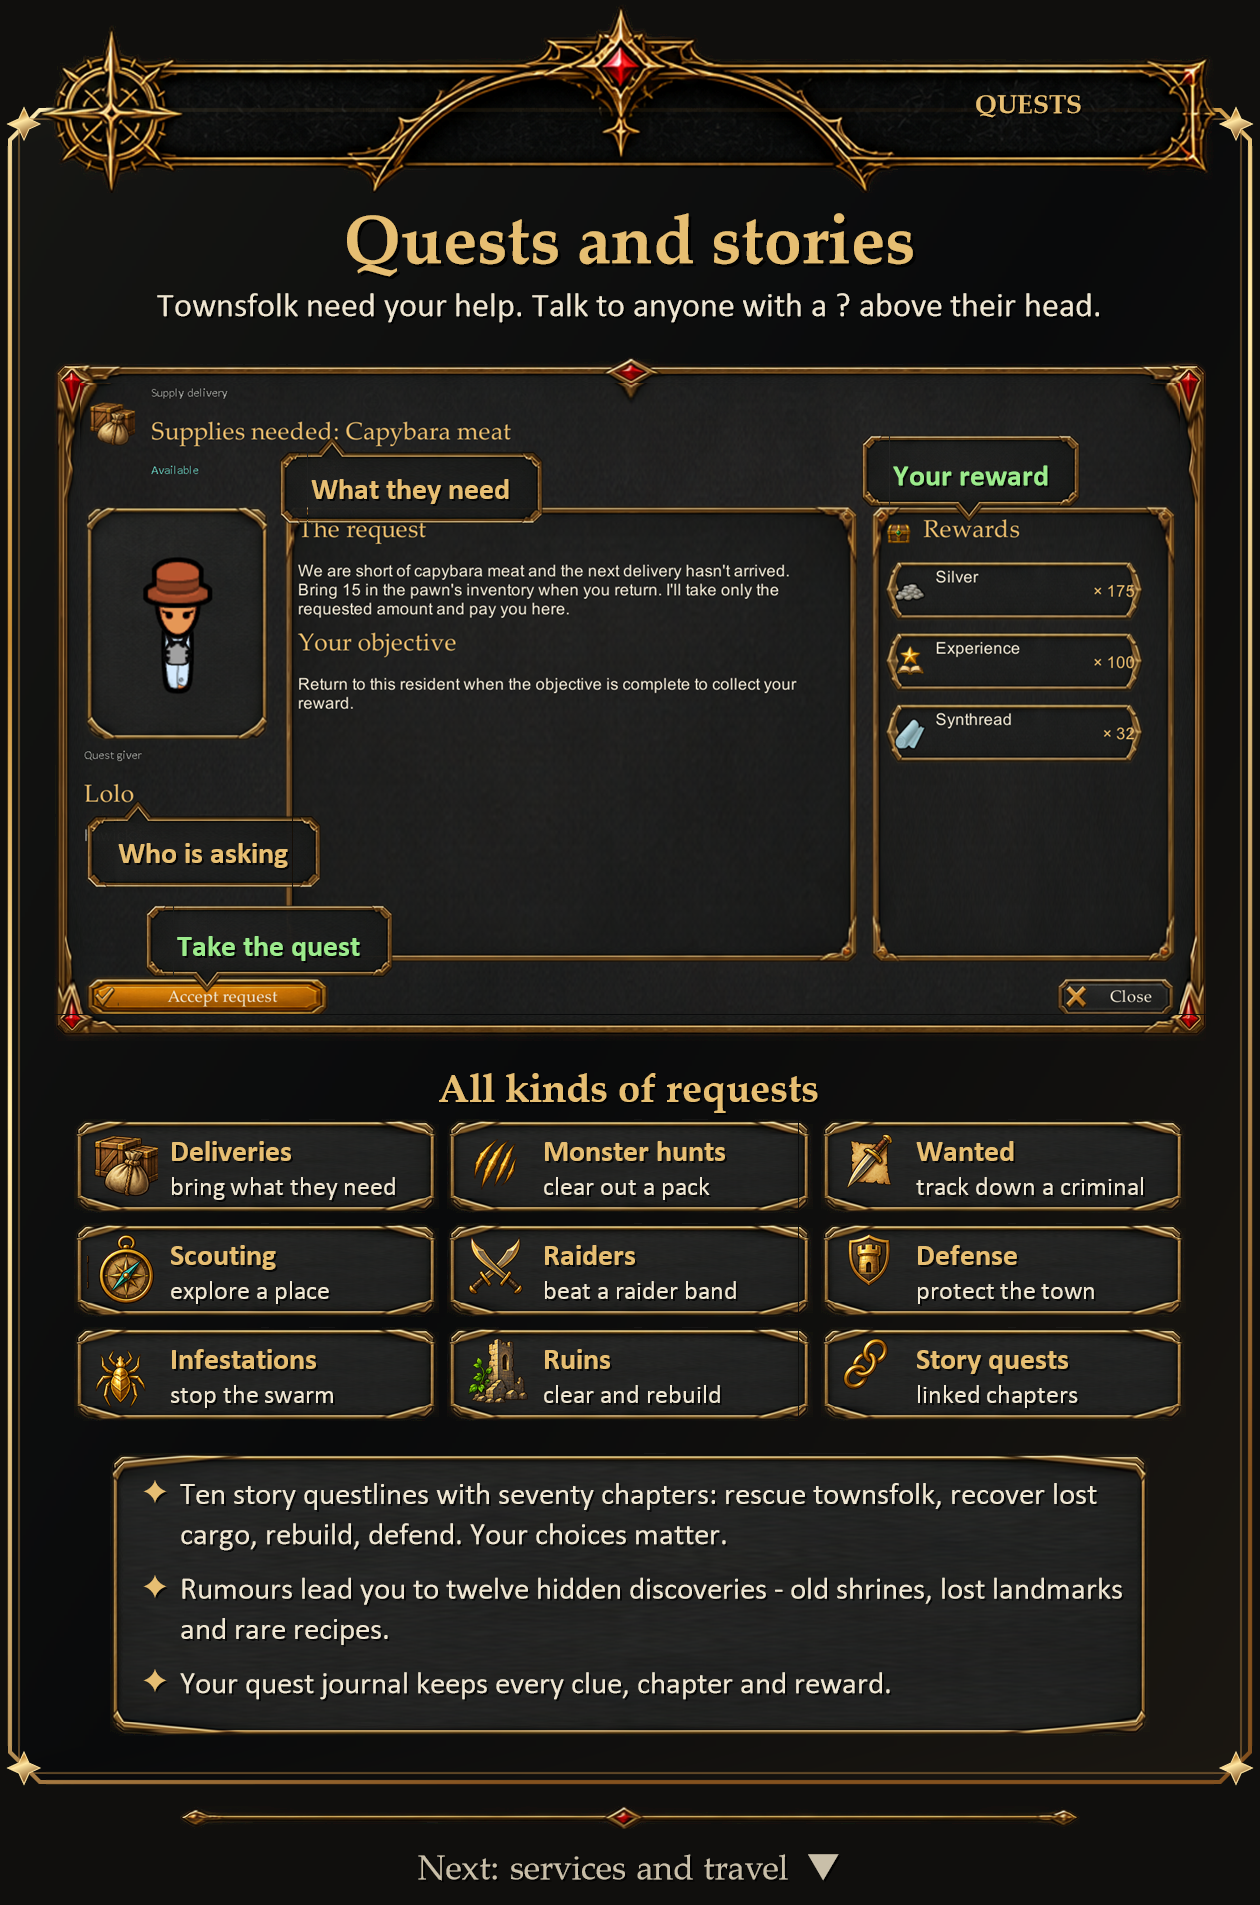 QUESTS
Quests and stories
Townsfolk need your help. Talk to anyone with a ? above their head.
Supply delivery
Supplies needed: Capybara meat
Available
What they need
Your reward
The request
We are short of capybara meat and the next delivery hasn't arrived.
Bring 15 in the pawn's inventory when you return. I'll take only the
requested amount and pay you here.
Your objective
Return to this resident when the objective is complete to collect your
reward.
Rewards
Silver
× 175
Experience
× 100
Synthread
× 32
Quest giver
Lolo
Who is asking
Take the quest
Accept request
Close
All kinds of requests
Deliveries
bring what they need
Monster hunts
clear out a pack
Wanted
track down a criminal
Scouting
explore a place
Raiders
beat a raider band
Defense
protect the town
Infestations
stop the swarm
Ruins
clear and rebuild
Story quests
linked chapters
Ten story questlines with seventy chapters: rescue townsfolk, recover lost
cargo, rebuild, defend. Your choices matter.
Rumours lead you to twelve hidden discoveries - old shrines, lost landmarks
and rare recipes.
Your quest journal keeps every clue, chapter and reward.
Next: services and travel ▼